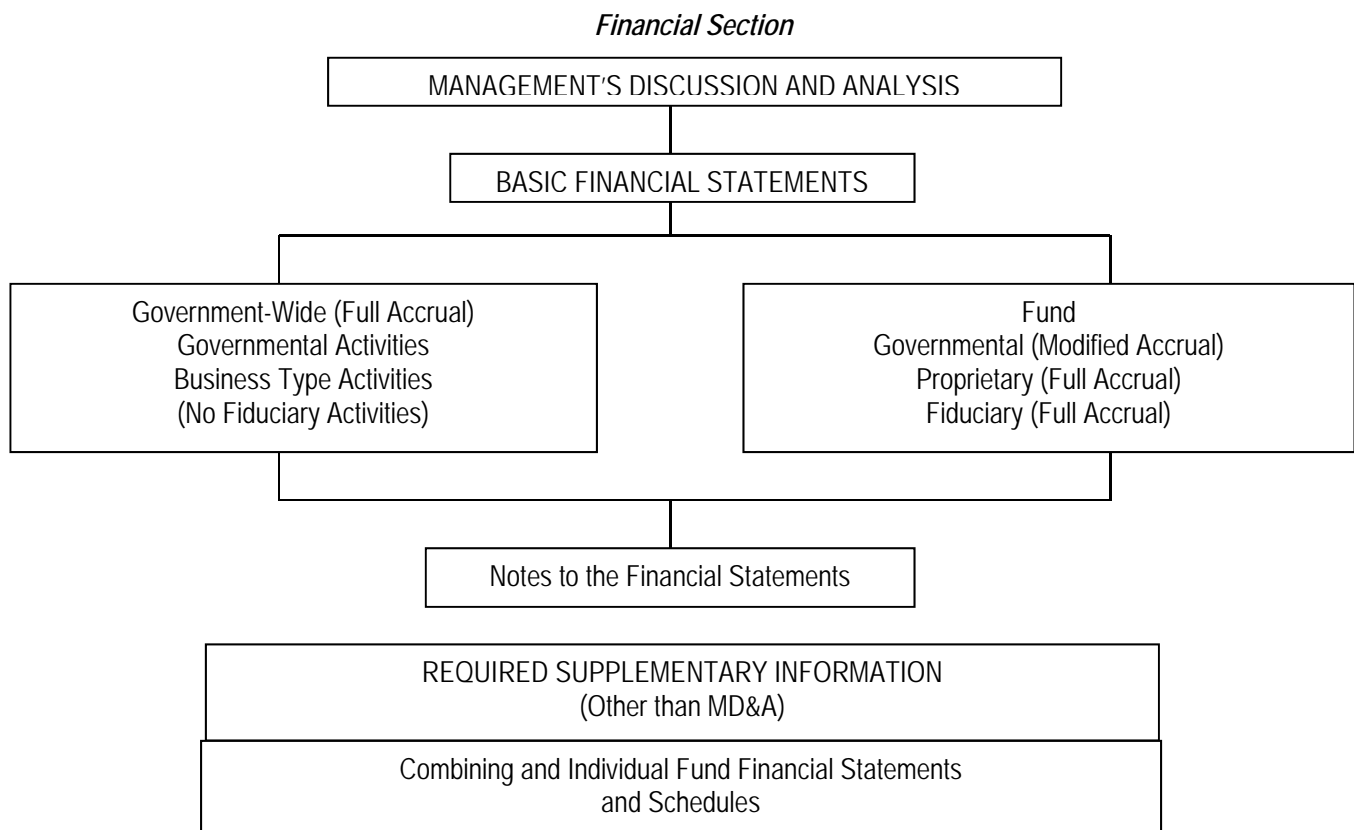 Financial Section
MANAGEMENT'S DISCUSSION AND ANALYSIS
BASIC FINANCIAL STATEMENTS
Government-Wide (Full Accrual)
Governmental Activities
Business Type Activities
(No Fiduciary Activities)
Fund
Governmental (Modified Accrual)
Proprietary (Full Accrual)
Fiduciary (Full Accrual)
Notes to the Financial Statements
REQUIRED SUPPLEMENTARY INFORMATION
(Other than MD&A)
Combining and Individual Fund Financial Statements
and Schedules